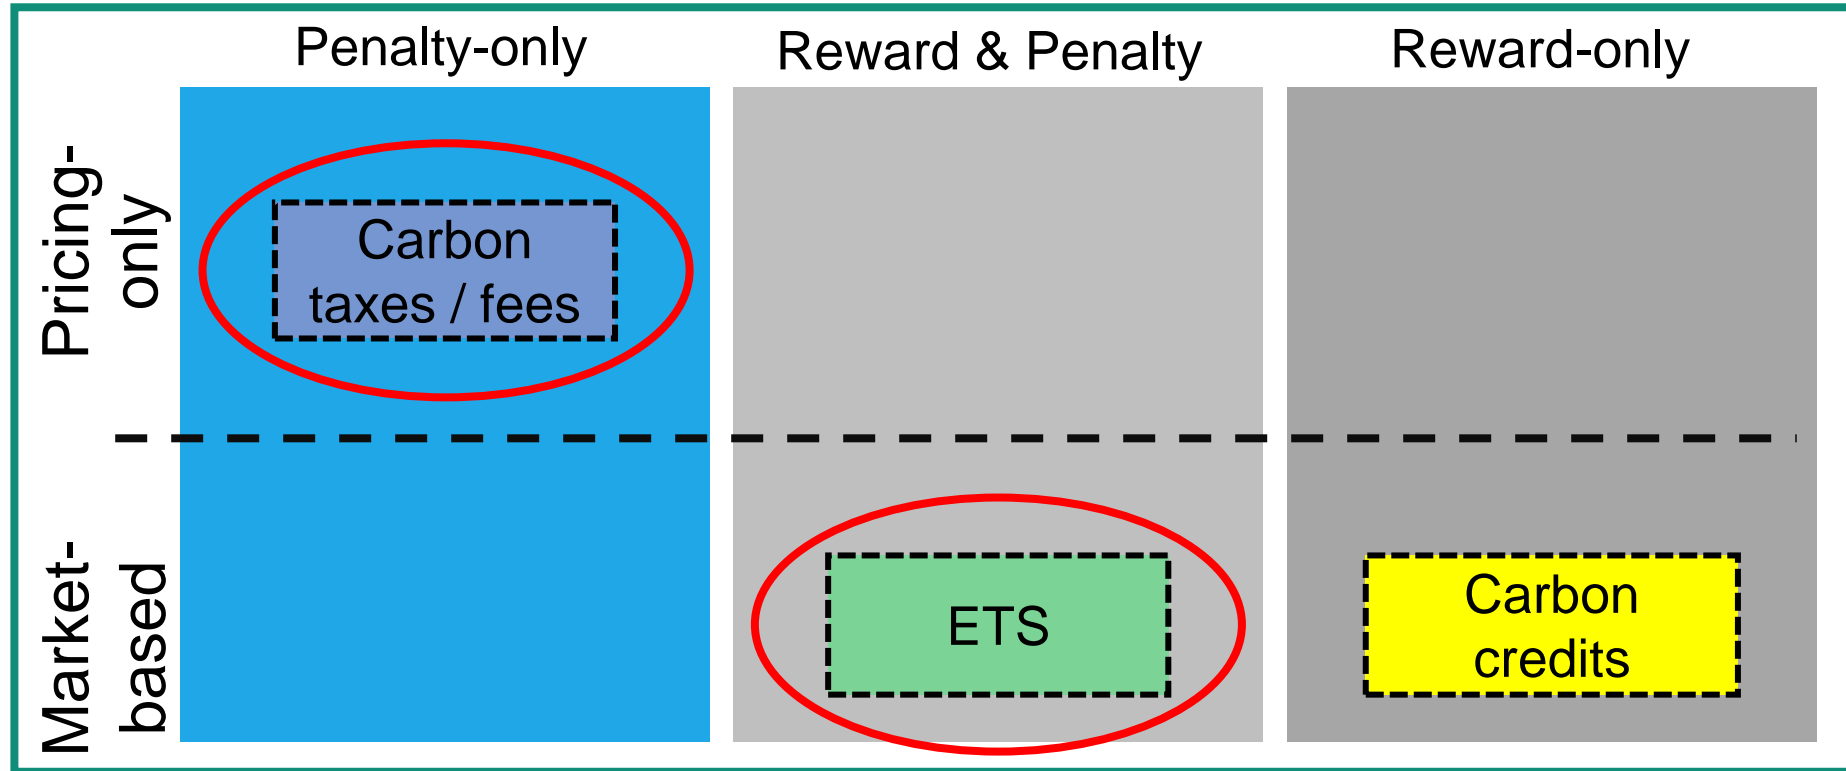 Penalty-only
Reward & Penalty
Reward-only
Pricing-
only
Carbon
taxes / fees
Market-
based
ETS
Carbon
credits